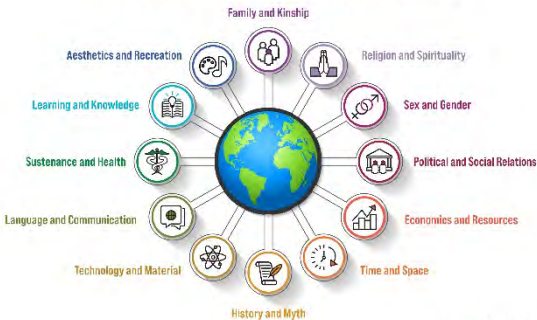 Family and Kinship
Aesthetics and Recreation
Religion and Spirituality
Learning and Knowledge
Sex and Gender
Sustenance and Health
Political and Social Relations
Language and Communication
Economics and Resources
Technology and Material
Time and Space
History and Myth